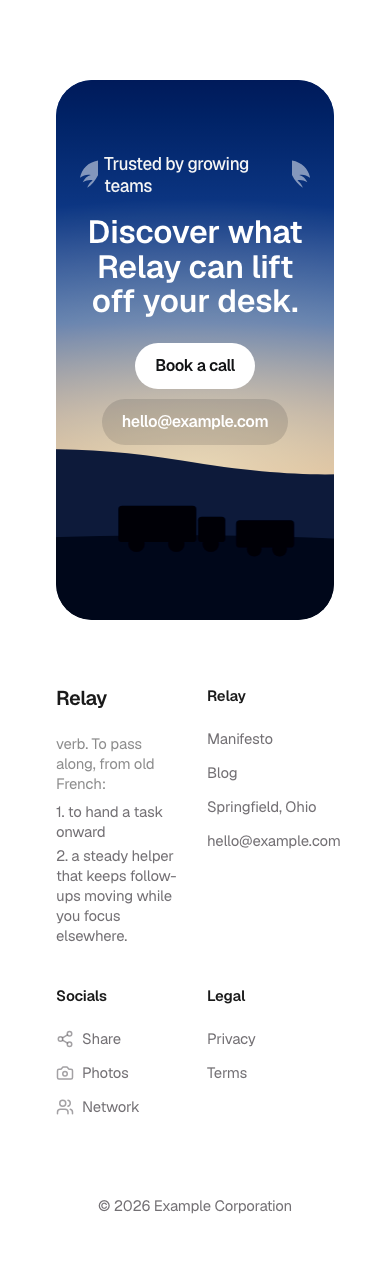 Trusted by growing
teams
Discover what
Relay can lift
off your desk.
Book a call
hello@example.com
Relay
verb. To pass
along, from old
French:
1. to hand a task
onward
2. a steady helper
that keeps follow-
ups moving while
you focus
elsewhere.
Relay
Manifesto
Blog
Springfield, Ohio
hello@example.com
Socials
Share
Photos
Network
Legal
Privacy
Terms
© 2026 Example Corporation